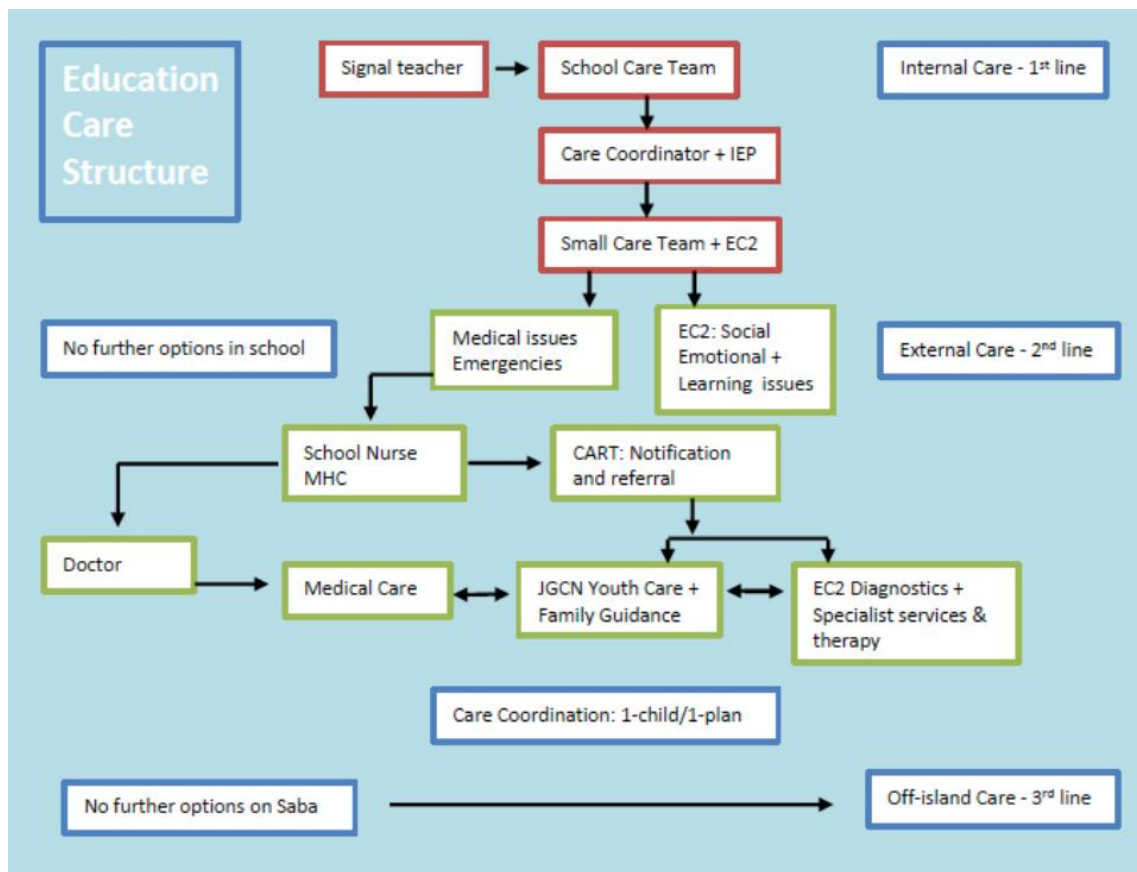 Education
Care
Structure
Signal teacher
School Care Team
Internal Care - 1st line
Care Coordinator + IEP
Small Care Team + EC2
No further options in school
Medical issues
Emergencies
EC2: Social
Emotional +
Learning issues
External Care - 2nd line
School Nurse
MHC
CART: Notification
and referral
Doctor
Medical Care
JGCN Youth Care +
Family Guidance
EC2 Diagnostics +
Specialist services &
therapy
Care Coordination: 1-child/1-plan
No further options on Saba
Off-island Care - 3rd line